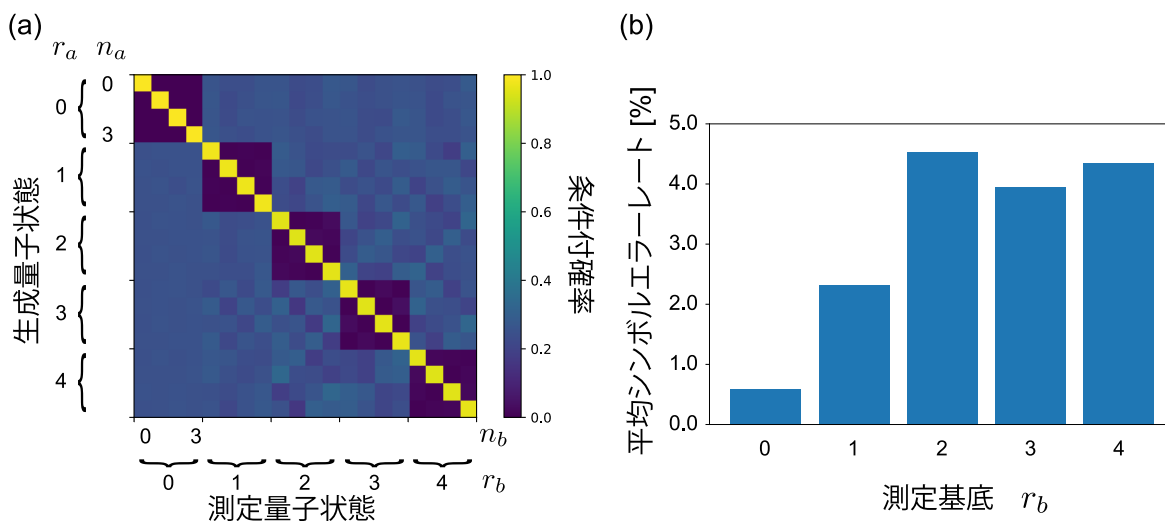 (a)
r_a n_a
0
0
3
1
2
3
4
生成量子状態
0 3 n_b
0 1 2 3 4 r_b
測定量子状態
1.0
0.8
0.6
0.4
0.2
0.0
条件付確率
(b)
平均シンボルエラーレート [%]
5.0
4.0
3.0
2.0
1.0
0.0
0 1 2 3 4
測定基底 r_b